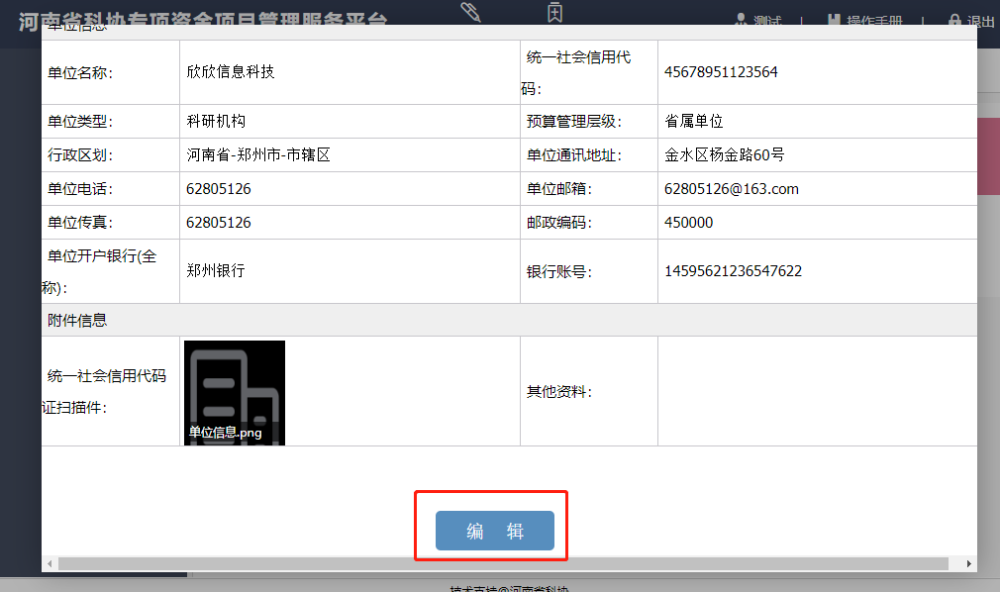 河南省科协专项资金项目管理服务平台
测试 | 操作手册 | 退出
单位信息
单位名称: 欣欣信息科技 统一社会信用代
码: 45678951123564
单位类型: 科研机构 预算管理层级: 省属单位
行政区划: 河南省-郑州市-市辖区 单位通讯地址: 金水区杨金路60号
单位电话: 62805126 单位邮箱: 62805126@163.com
单位传真: 62805126 邮政编码: 450000
单位开户银行(全
称): 郑州银行 银行账号: 14595621236547622
附件信息
统一社会信用代码
证扫描件: 其他资料:
单位信息.png
编 辑
技术支持@河南省科协